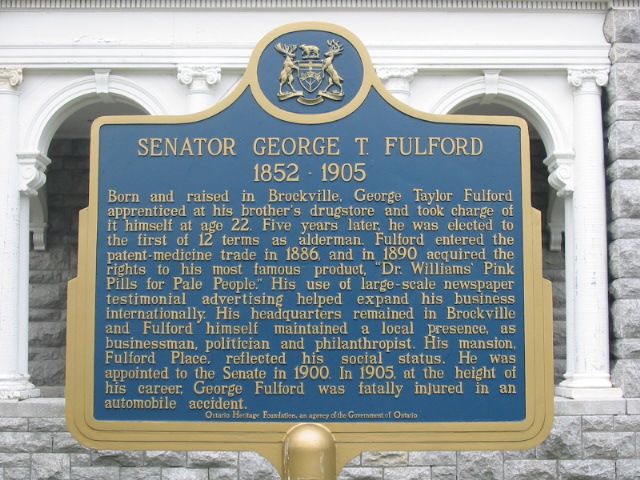 SENATOR GEORGE T. FULFORD
1852 - 1905
Born and raised in Brockville, George Taylor Fulford
apprenticed at his brother's drugstore and took charge of
it himself at age 22. Five years later, he was elected to
the first of 12 terms as alderman. Fulford entered the
patent-medicine trade in 1886, and in 1890 acquired the
rights to his most famous product, "Dr. Williams' Pink
Pills for Pale People." His use of large-scale newspaper
testimonial advertising helped expand his business
internationally. His headquarters remained in Brockville
and Fulford himself maintained a local presence, as
businessman, politician and philanthropist. His mansion,
Fulford Place, reflected his social status. He was
appointed to the Senate in 1900. In 1905, at the height of
his career, George Fulford was fatally injured in an
automobile accident.
Ontario Heritage Foundation, an agency of the Government of Ontario